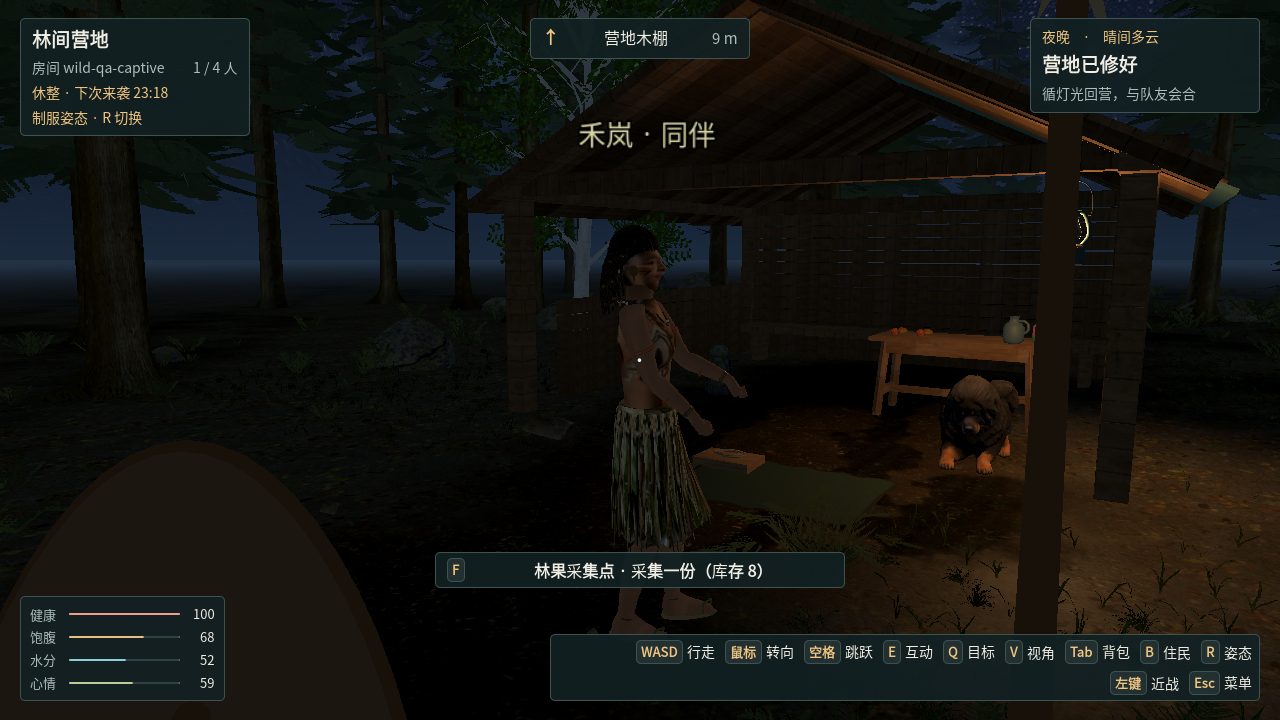 林间营地
房间 wild-qa-captive 1 / 4 人
休整 · 下次来袭 23:18
制服姿态 · R 切换
↑ 营地木棚 9 m
夜晚 · 晴间多云
营地已修好
循灯光回营，与队友会合
禾岚 · 同伴
F 林果采集点 · 采集一份（库存 8）
健康 100
饱腹 68
水分 52
心情 59
WASD 行走 鼠标 转向 空格 跳跃 E 互动 Q 目标 V 视角 Tab 背包 B 住民 R 姿态
左键 近战 Esc 菜单